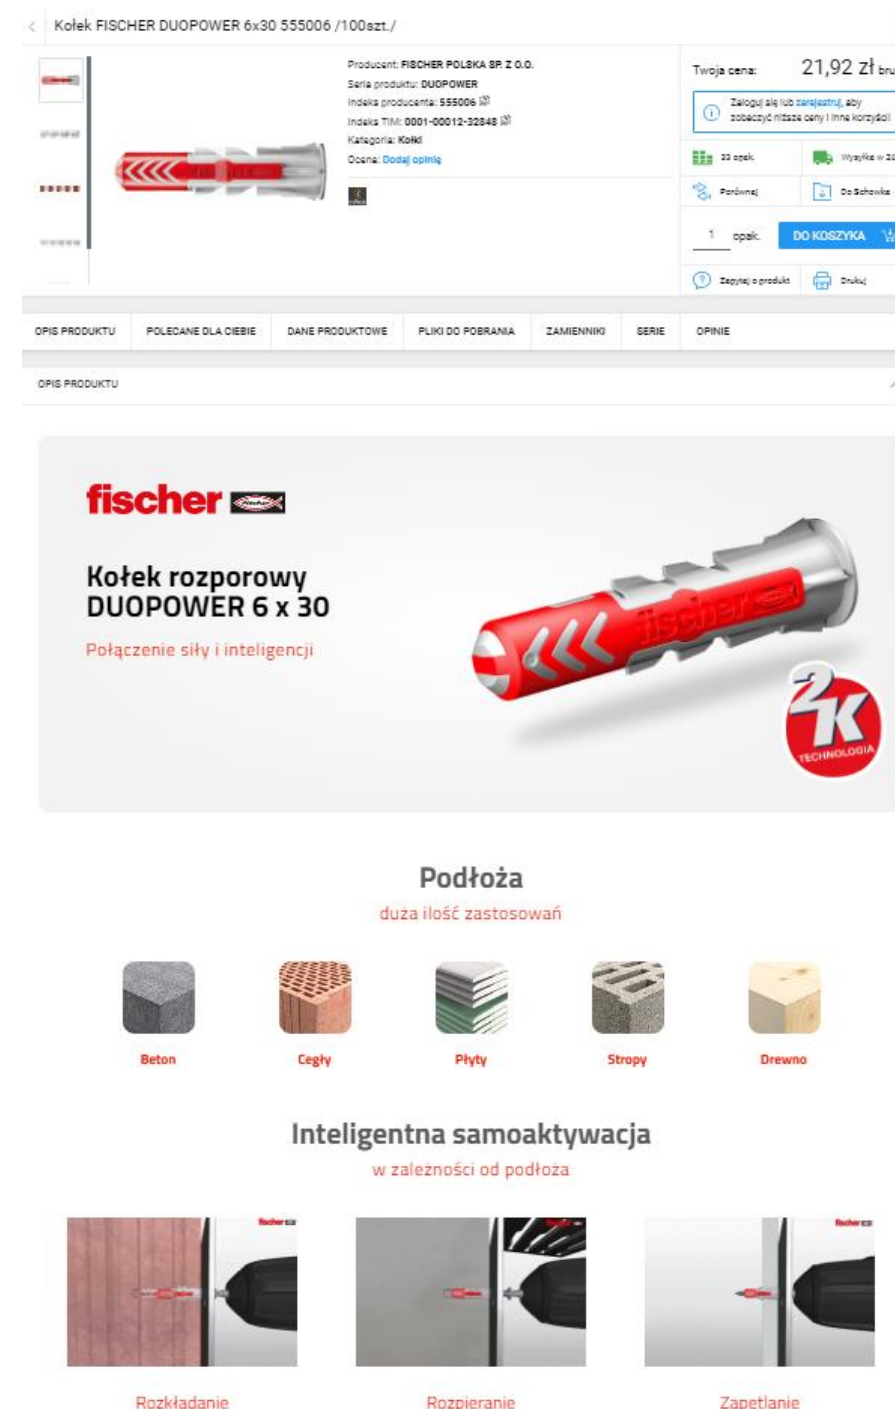 Kołek FISCHER DUOPOWER 6x30 555006 /100szt./
Producent: FISCHER POLSKA SP. Z O.O.
Seria produktu: DUOPOWER
Indeks producenta: 555006
Indeks TIM: 0001-00012-32848
Kategoria: Kołki
Ocena: Dodaj opinię
Twoja cena: 21,92 zł bru
Zaloguj się lub zarejestruj, aby
zobaczyć niższe ceny i inne korzyści!
33 opak. Wysyłka w
Porównaj Do Schowka
1 opak. DO KOSZYKA
Zapytaj o produkt Drukuj
OPIS PRODUKTU POLECANE DLA CIEBIE DANE PRODUKTOWE PLIKI DO POBRANIA ZAMIENNIKI SERIE OPINIE
OPIS PRODUKTU
fischer
Kołek rozporowy
DUOPOWER 6 x 30
Połączenie siły i inteligencji
fischer
2K
TECHNOLOGIA
Podłoża
duża ilość zastosowań
Beton Cegły Płyty Stropy Drewno
Inteligentna samoaktywacja
w zależności od podłoża
fischer fischer
Rozkładanie Rozpieranie Zapętlanie